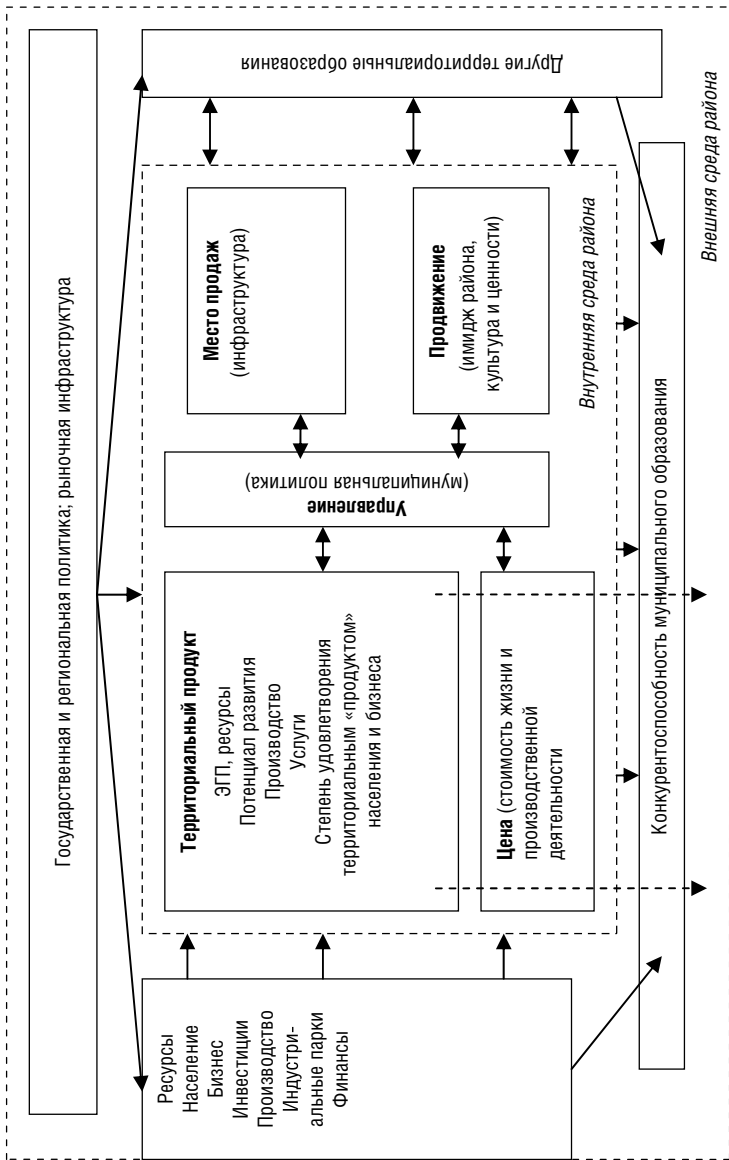 Государственная и региональная политика; рыночная инфраструктура
Ресурсы
Население
Бизнес
Инвестиции
Производство
Индустри-
альные парки
Финансы
Территориальный продукт
ЭГП, ресурсы
Потенциал развития
Производство
Услуги
Степень удовлетворения
территориальным «продуктом»
населения и бизнеса
Цена (стоимость жизни и
производственной
деятельности
Управление
(муниципальная политика)
Место продаж
(инфраструктура)
Продвижение
(имидж района,
культура и ценности)
Внутренняя среда района
Другие территориальные образования
Конкурентоспособность муниципального образования
Внешняя среда района